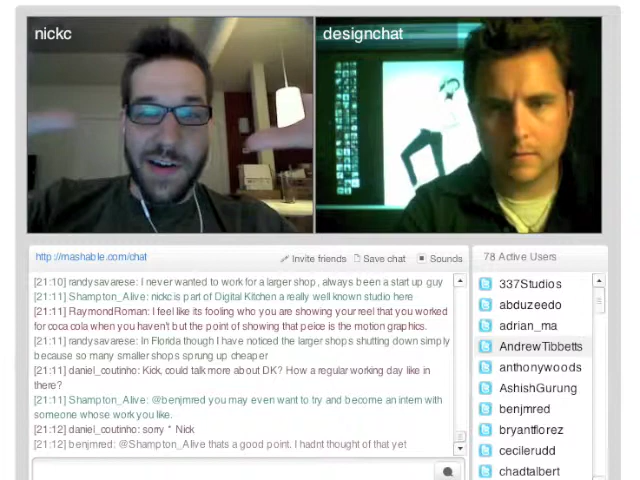 nickc
designchat
http://mashable.com/chat
Invite friends
Save chat
Sounds
78 Active Users
[21:10] randysavarese: I never wanted to work for a larger shop, always been a start up guy
[21:11] Shampton_Alive: nickc is part of Digital Kitchen a really well known studio here
[21:11] RaymondRoman: I feel like its fooling who you are showing your reel that you worked
for coca cola when you haven't but the point of showing that peice is the motion graphics.
[21:11] randysavarese: In Florida though I have noticed the larger shops shutting down simply
because so many smaller shops sprung up cheaper
[21:11] daniel_coutinho: Kick, could talk more about DK? How a regular working day like in
there?
[21:11] Shampton_Alive: @benjmred you may even want to try and become an intern with
someone whose work you like.
[21:12] daniel_coutinho: sorry * Nick
[21:12] benjmred: @Shampton_Alive thats a good point. I hadnt thought of that yet
337Studios
abduzeedo
adrian_ma
AndrewTibbetts
anthonywoods
AshishGurung
benjmred
bryantflorez
cecilerudd
chadtalbert